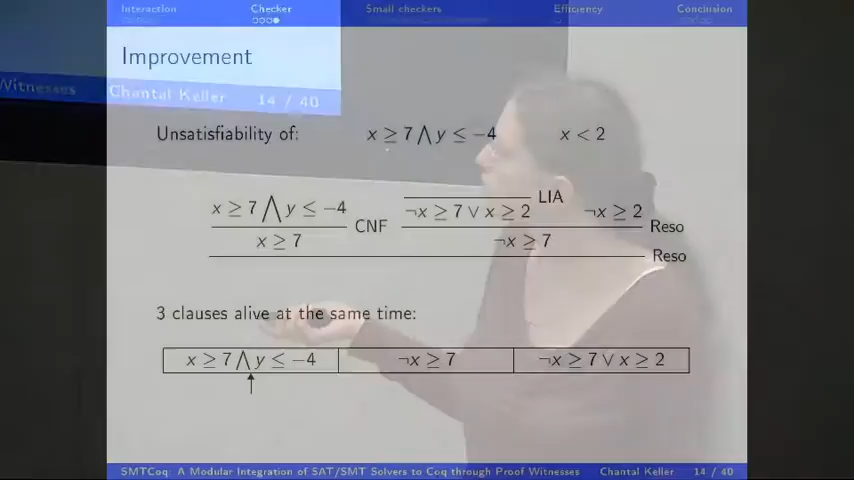 Interaction Checker Small checkers Efficiency Conclusion
Improvement
Witnesses Chantal Keller 14 / 40
Unsatisfiability of: x ≥ 7 ⋀ y ≤ −4 x < 2
x ≥ 7 ⋀ y ≤ −4 ¬x ≥ 7 ∨ x ≥ 2 LIA ¬x ≥ 2
x ≥ 7 CNF ¬x ≥ 7 Reso
Reso
3 clauses alive at the same time:
x ≥ 7 ⋀ y ≤ −4 ¬x ≥ 7 ¬x ≥ 7 ∨ x ≥ 2
SMTCoq: A Modular Integration of SAT/SMT Solvers to Coq through Proof Witnesses Chantal Keller 14 / 40